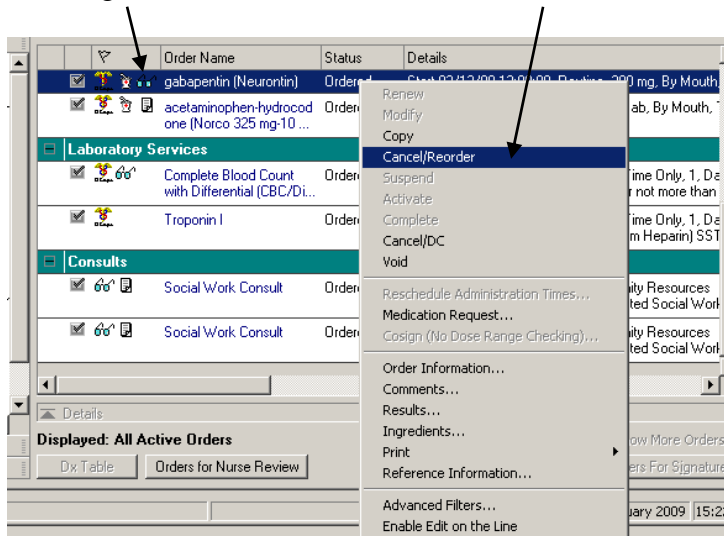 Order Name Status Details
gabapentin (Neurontin) Ordered
mg, By Mouth,
acetaminophen-hydrocod
one (Norco 325 mg-10 ...
ab, By Mouth,
Laboratory Services
Complete Blood Count
with Differential (CBC/Di...
ime Only, 1, Da
r not more than
Troponin I
ime Only, 1, Da
m Heparin) SST
Consults
Social Work Consult
ity Resources
ted Social Work
Social Work Consult
ity Resources
ted Social Work
Renew
Modify
Copy
Cancel/Reorder
Suspend
Activate
Complete
Cancel/DC
Void
Reschedule Administration Times...
Medication Request...
Cosign (No Dose Range Checking)...
Order Information...
Comments...
Results...
Ingredients...
Print
Reference Information...
Advanced Filters...
Enable Edit on the Line
Details
Displayed: All Active Orders
ow More Orders
Dx Table Orders for Nurse Review
ers For Signature
uary 2009 15:2